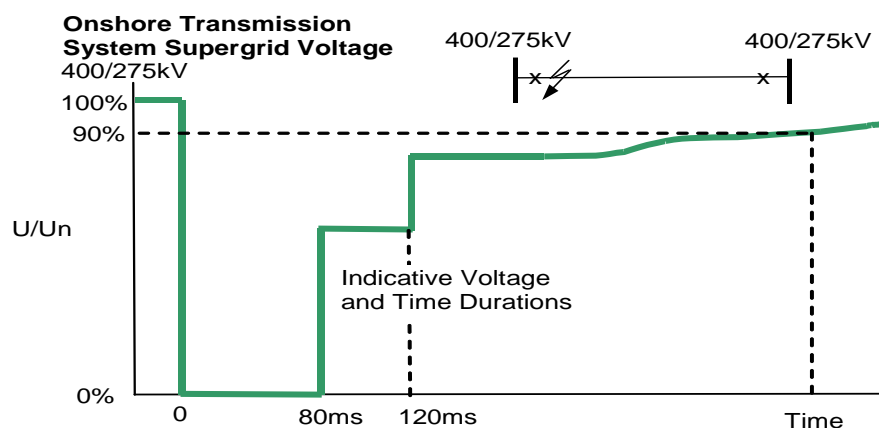 Onshore Transmission
System Supergrid Voltage
400/275kV
400/275kV
400/275kV
x
x
100%
90%
U/Un
Indicative Voltage
and Time Durations
0%
0
80ms
120ms
Time